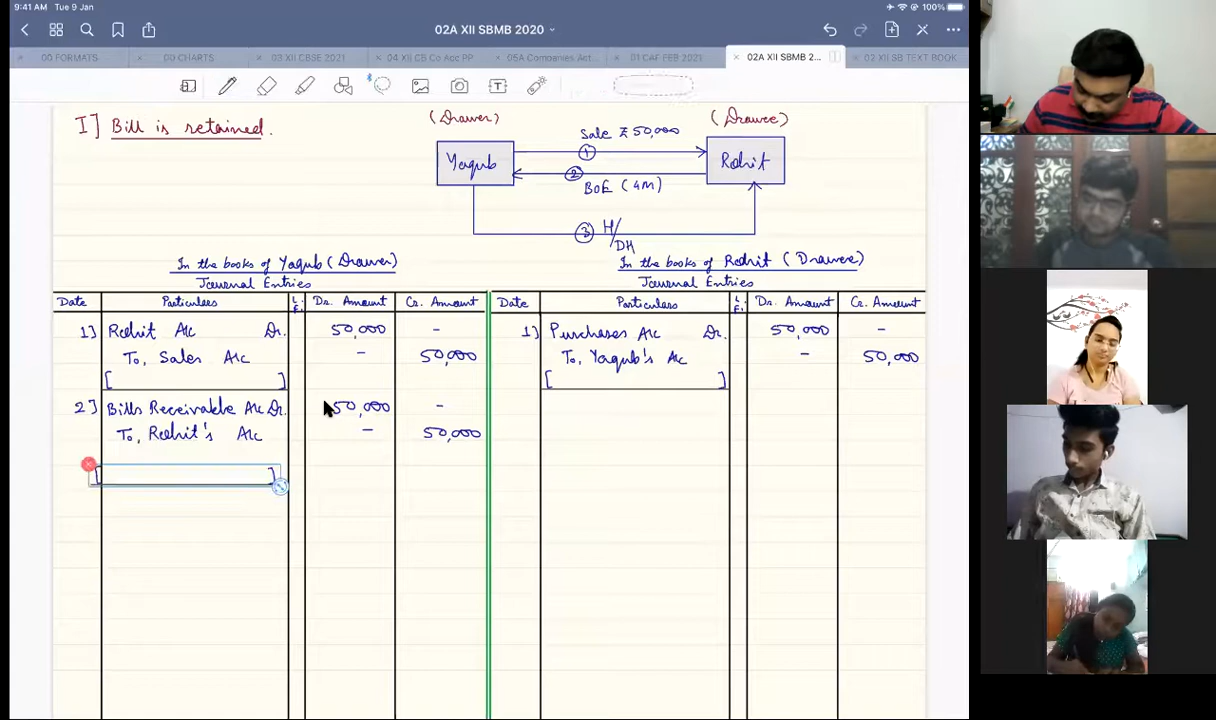 9:41 AM Tue 9 Jan
100%
02A XII SBMB 2020
00 FORMATS
00 CHARTS
03 XII CBSE 2021
04 XII CB Co Acc PP
05A Companies Act...
01 CAF FEB 2021
02A XII SBMB 2...
02 XII SB TEXT BOOK
I] Bill is retained.
(Drawer)
(Drawee)
Sale ₹ 50,000
1
Yaqub
Rohit
2
BOE (4M)
3 H/DH
In the books of Yaqub (Drawer)
In the books of Rohit (Drawee)
Journal Entries
Journal Entries
Date Particulars L.F. Dr. Amount Cr. Amount
Date Particulars L.F. Dr. Amount Cr. Amount
1] Rohit A/c Dr. 50,000 -
1] Purchases A/c Dr. 50,000 -
To, Sales A/c - 50,000
To, Yaqub's A/c - 50,000
[ ]
[ ]
2] Bills Receivable A/c Dr. 50,000 -
To, Rohit's A/c - 50,000
[ ]